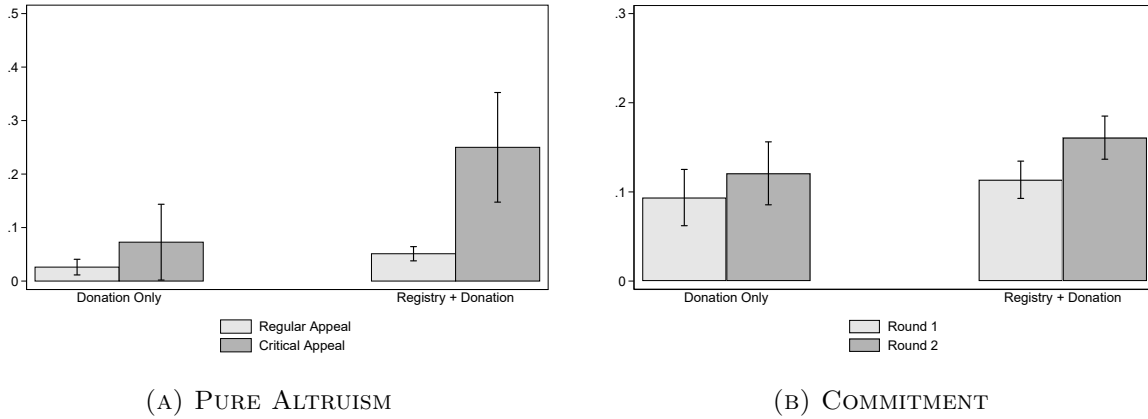 .5
.4
.3
.2
.1
0
Donation Only
Registry + Donation
Regular Appeal
Critical Appeal
(A) PURE ALTRUISM
.3
.2
.1
0
Donation Only
Registry + Donation
Round 1
Round 2
(B) COMMITMENT